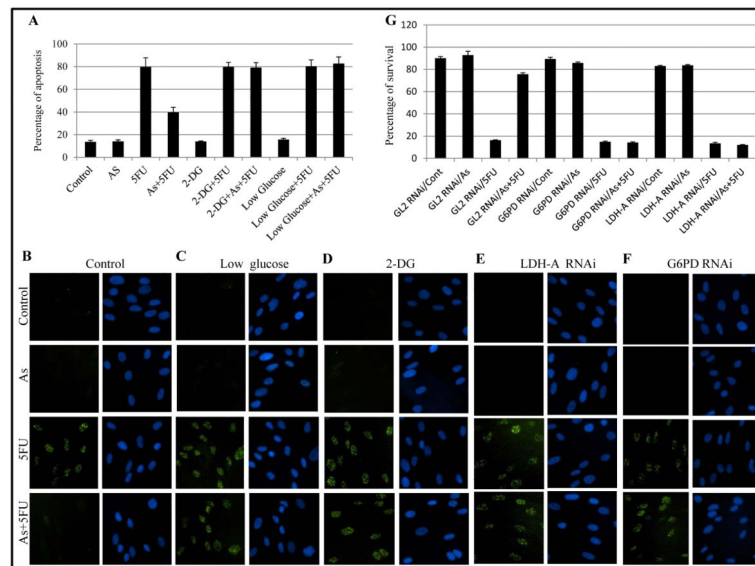 A
Percentage of apoptosis
100
80
60
40
20
0
Control
AS
5FU
As+5FU
2-DG
2-DG+5FU
2-DG+As+5FU
Low Glucose
Low Glucose+5FU
Low Glucose+As+5FU
G
Percentage of survival
120
100
80
60
40
20
0
GL2 RNAi/Cont
GL2 RNAi/As
GL2 RNAi/5FU
GL2 RNAi/As+5FU
G6PD RNAi/Cont
G6PD RNAi/As
G6PD RNAi/5FU
G6PD RNAi/As+5FU
LDH-A RNAi/Cont
LDH-A RNAi/As
LDH-A RNAi/5FU
LDH-A RNAi/As+5FU
B Control
C Low glucose
D 2-DG
E LDH-A RNAi
F G6PD RNAi
Control
As
5FU
As+5FU